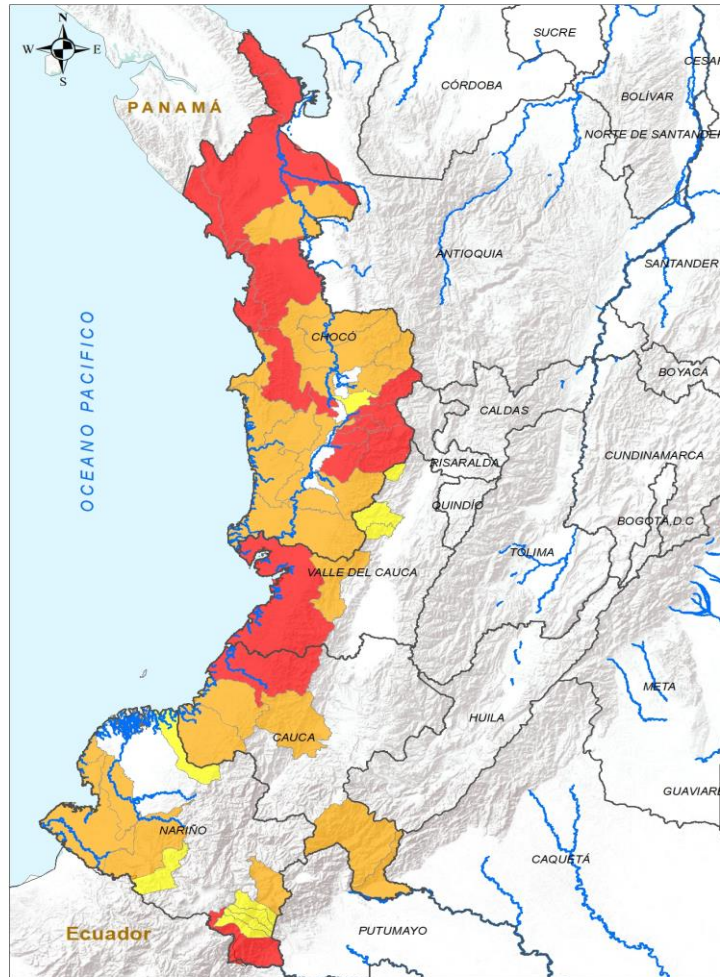 N
W E
S
SUCRE
CESAR
CÓRDOBA
BOLÍVAR
PANAMÁ
NORTE DE SANTANDER
ANTIOQUIA
SANTANDER
OCEANO PACIFICO
CHOCÓ
BOYACÁ
CALDAS
CUNDINAMARCA
RISARALDA
QUINDÍO
BOGOTÁ, D.C
TOLIMA
VALLE DEL CAUCA
META
HUILA
CAUCA
GUAVIARE
NARIÑO
CAQUETÁ
Ecuador
PUTUMAYO